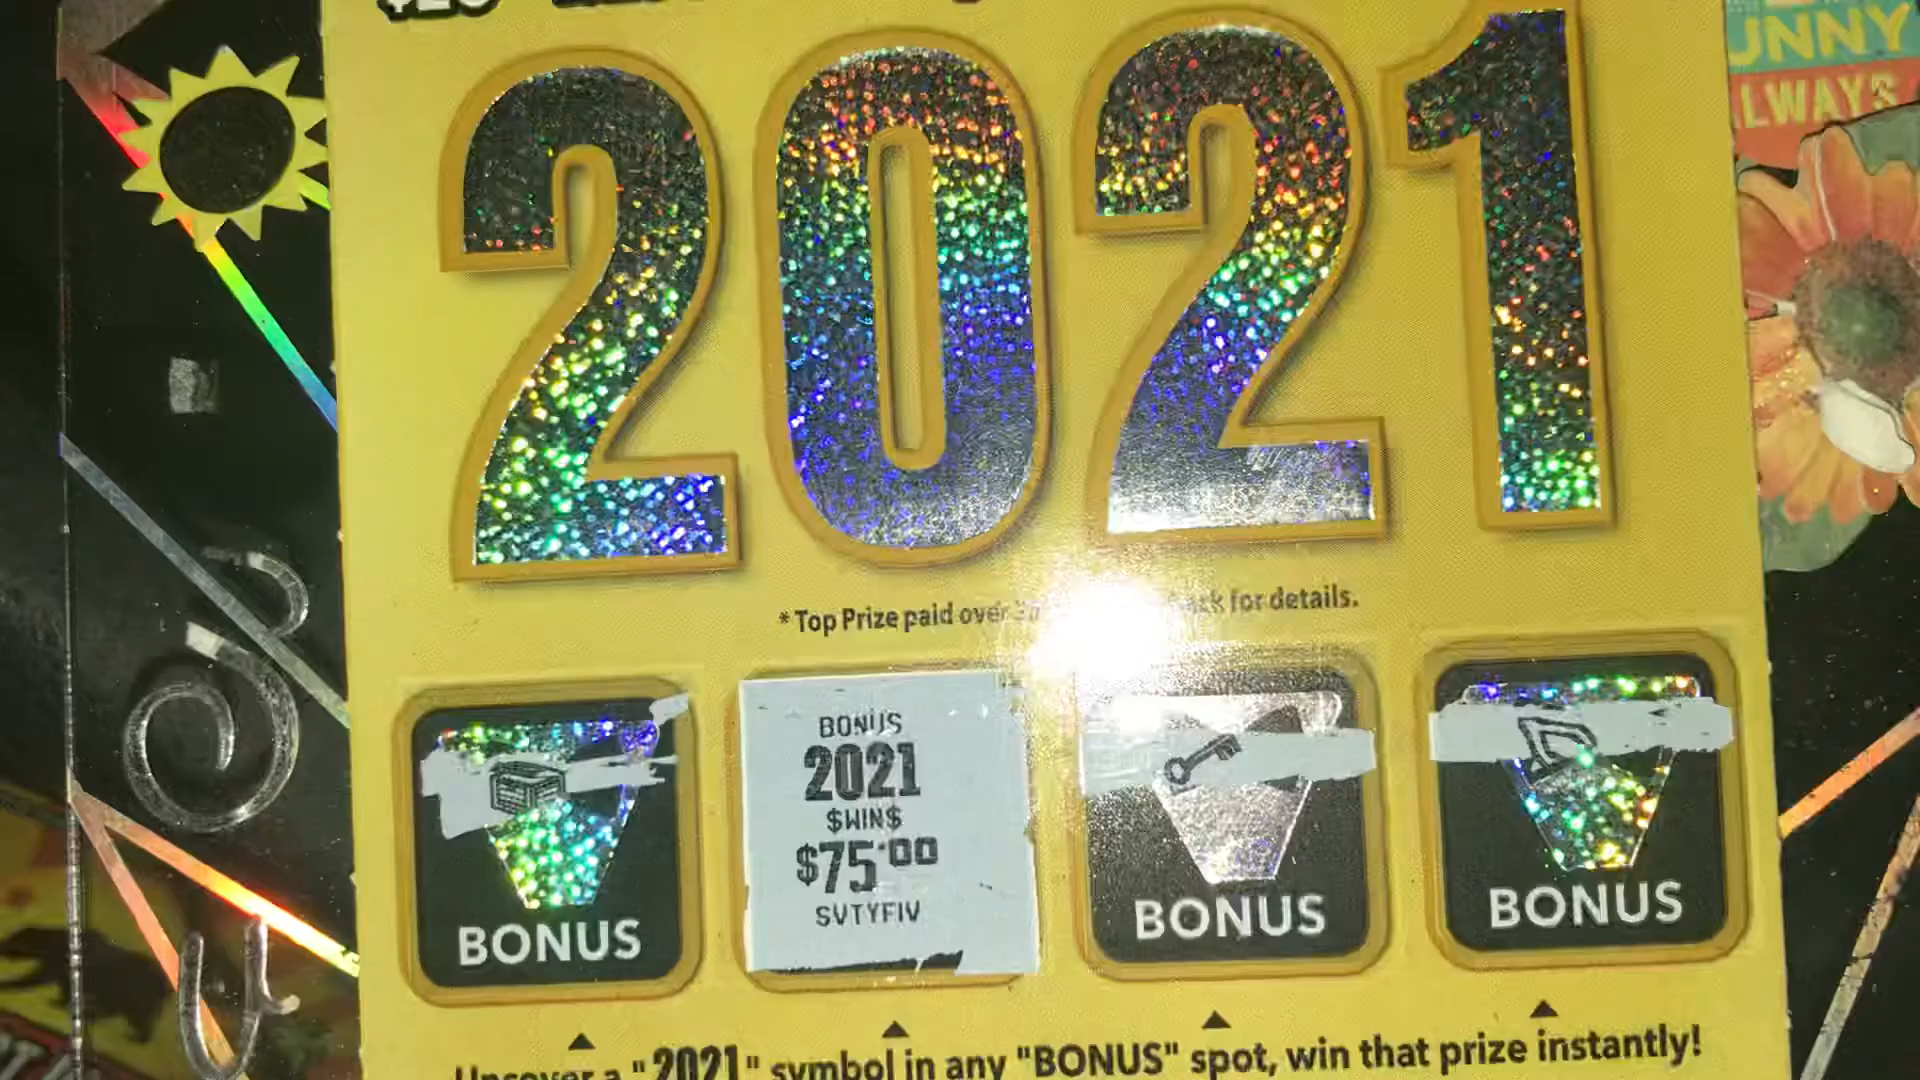 2021
UNNY
LWAYS
* Top Prize paid over for details.
BONUS
2021
$WIN$
$75.00
SVTYFIV
BONUS
BONUS
BONUS
Uncover a "2021" symbol in any "BONUS" spot, win that prize instantly!